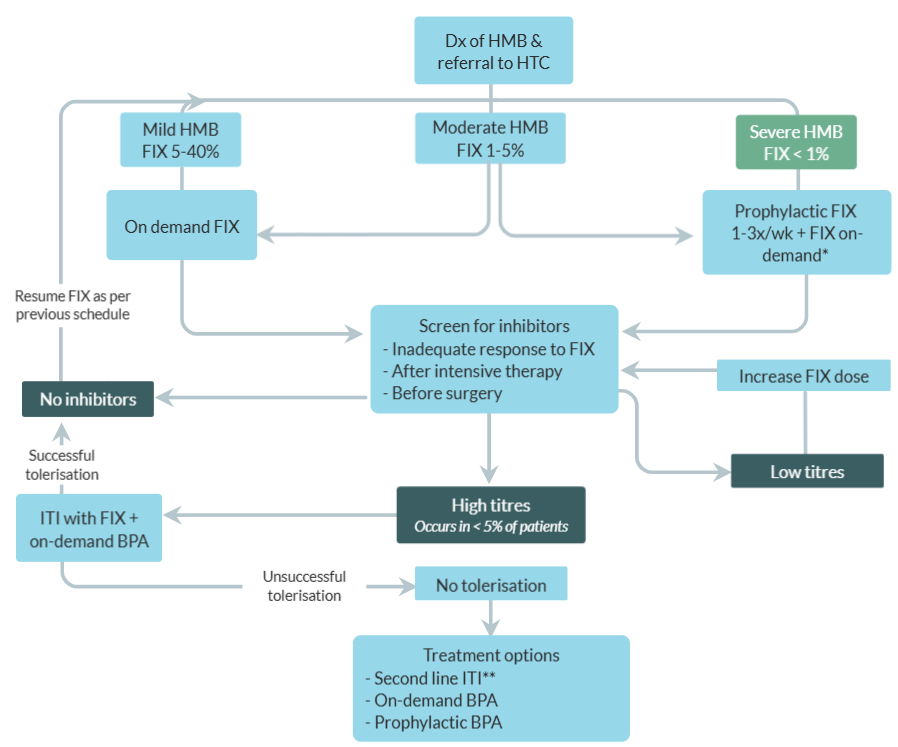 Dx of HMB &
referral to HTC
Mild HMB
FIX 5-40%
Moderate HMB
FIX 1-5%
Severe HMB
FIX < 1%
On demand FIX
Prophylactic FIX
1-3x/wk + FIX on-
demand*
Resume FIX as per
previous schedule
Screen for inhibitors
- Inadequate response to FIX
- After intensive therapy
- Before surgery
Increase FIX dose
No inhibitors
Low titres
Successful
tolerisation
High titres
Occurs in < 5% of patients
ITI with FIX +
on-demand BPA
Unsuccessful
tolerisation
No tolerisation
Treatment options
- Second line ITI**
- On-demand BPA
- Prophylactic BPA